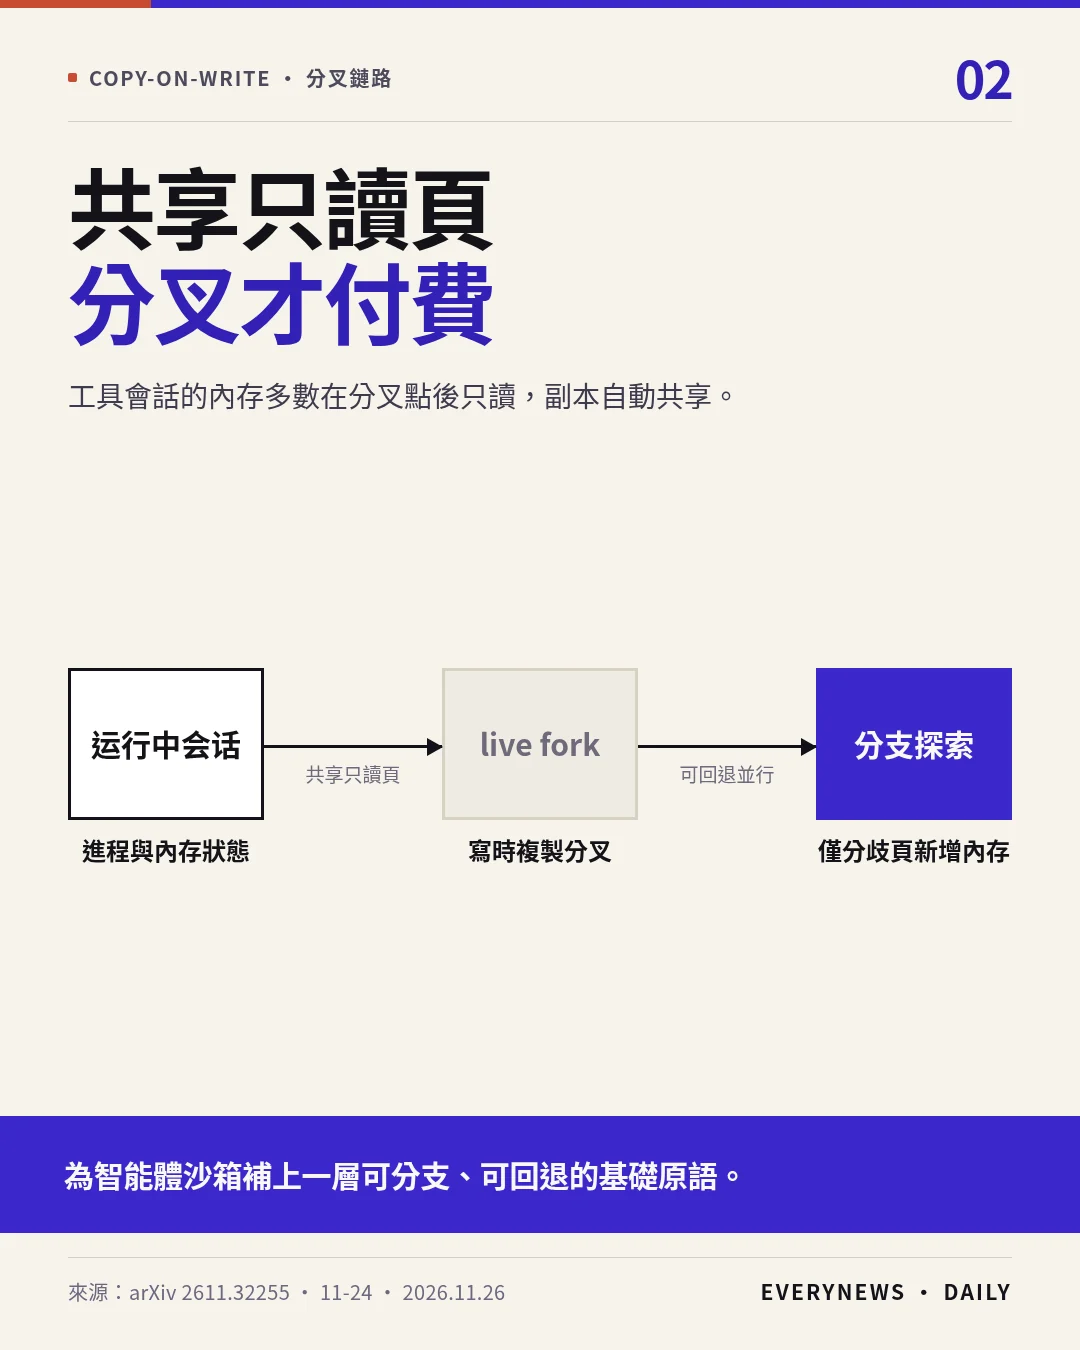 COPY-ON-WRITE • 分叉鏈路
02
共享只讀頁
分叉才付費
工具會話的內存多數在分叉點後只讀，副本自動共享。
运行中会话
live fork
分支探索
共享只讀頁
可回退並行
進程與內存狀態
寫時複製分叉
僅分歧頁新增內存
為智能體沙箱補上一層可分支、可回退的基礎原語。
來源：arXiv 2611.32255 • 11-24 • 2026.11.26
EVERYNEWS • DAILY